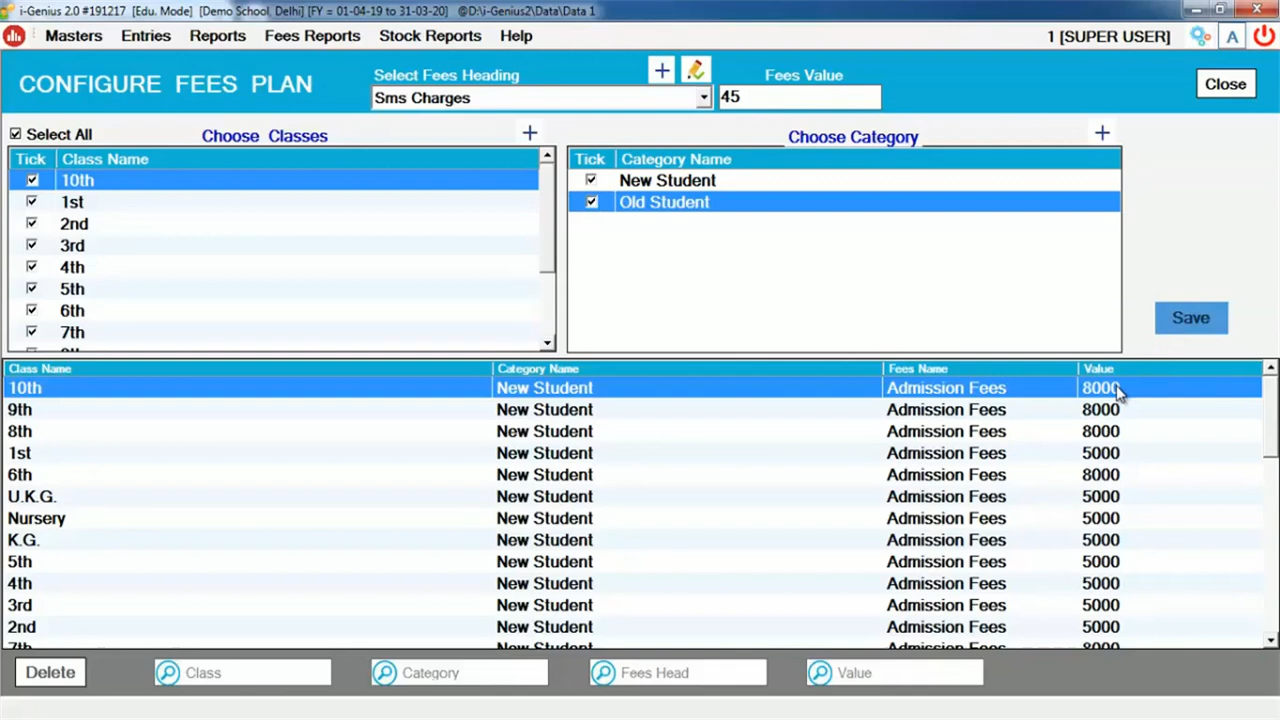 i-Genius 2.0 #191217 [Edu. Mode] [Demo School, Delhi] [FY = 01-04-19 to 31-03-20] @D:\i-Genius2\Data\Data 1
Masters Entries Reports Fees Reports Stock Reports Help 1 [SUPER USER] A
CONFIGURE FEES PLAN
Select Fees Heading Fees Value
Sms Charges 45
Close
Select All Choose Classes Choose Category
Tick Class Name
10th
1st
2nd
3rd
4th
5th
6th
7th
Tick Category Name
New Student
Old Student
Save
Class Name Category Name Fees Name Value
10th New Student Admission Fees 8000
9th New Student Admission Fees 8000
8th New Student Admission Fees 8000
1st New Student Admission Fees 5000
6th New Student Admission Fees 8000
U.K.G. New Student Admission Fees 5000
Nursery New Student Admission Fees 5000
K.G. New Student Admission Fees 5000
5th New Student Admission Fees 5000
4th New Student Admission Fees 5000
3rd New Student Admission Fees 5000
2nd New Student Admission Fees 5000
7th New Student Admission Fees 8000
Delete Class Category Fees Head Value